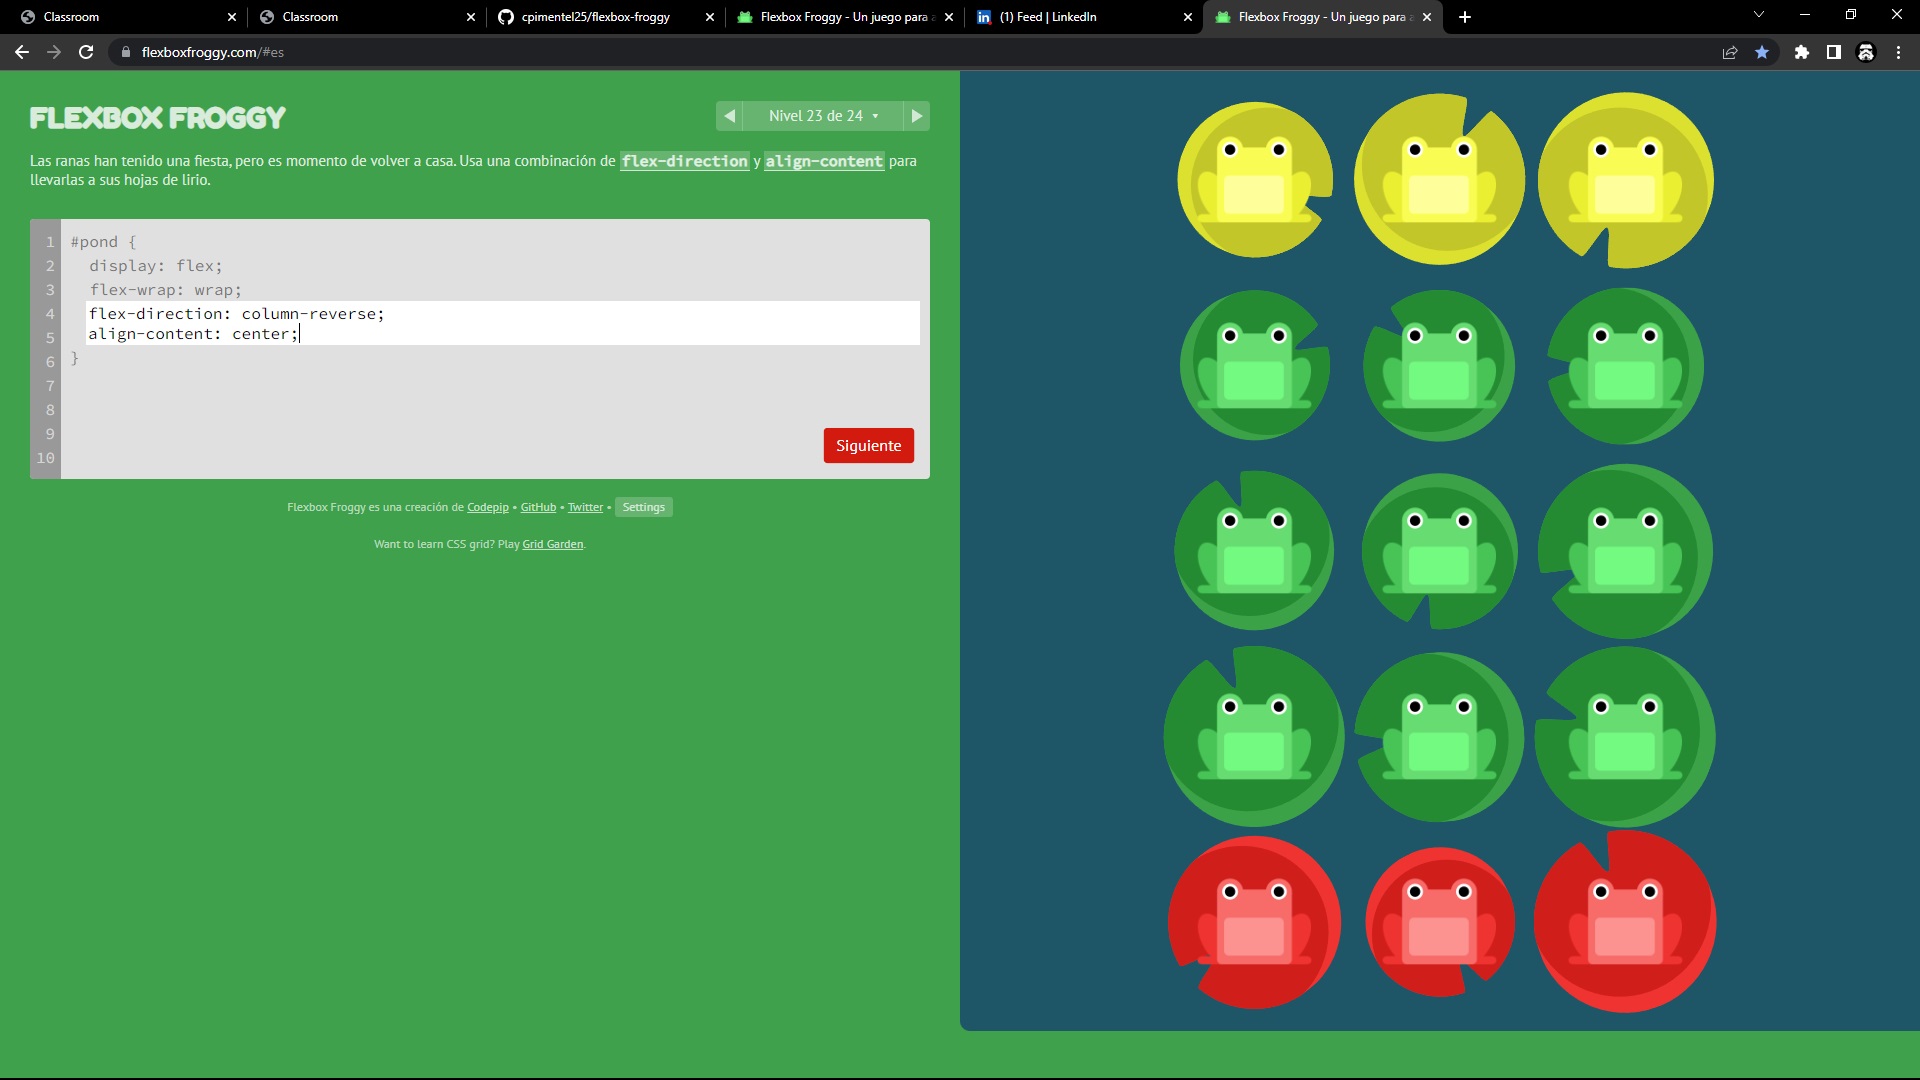 Classroom
Classroom
cpimentel25/flexbox-froggy
Flexbox Froggy - Un juego para a
(1) Feed | LinkedIn
Flexbox Froggy - Un juego para a
flexboxfroggy.com/#es
FLEXBOX FROGGY
Nivel 23 de 24
Las ranas han tenido una fiesta, pero es momento de volver a casa. Usa una combinación de flex-direction y align-content para
llevarlas a sus hojas de lirio.
1 #pond {
2 display: flex;
3 flex-wrap: wrap;
4 flex-direction: column-reverse;
5 align-content: center;
6 }
7
8
9
10
Siguiente
Flexbox Froggy es una creación de Codepip • GitHub • Twitter • Settings
Want to learn CSS grid? Play Grid Garden.